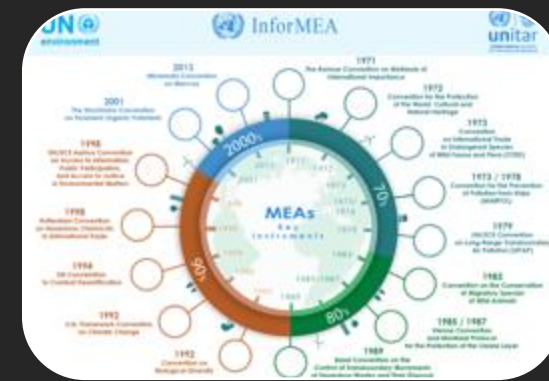 UN
environment
InforMEA
unitar
1971
The Ramsar Convention on Wetlands of
International Importance
1972
Convention for the Protection
of the World Cultural and
Natural Heritage
1973
Convention
on International Trade
in Endangered Species
of Wild Fauna and Flora (CITES)
1973 / 1978
Convention for the Prevention
of Pollution from Ships
(MARPOL)
1979
UN/ECE Convention
on Long-Range Transboundary
Air Pollution
Convention on the Conservation
of Migratory Species
of Wild Animals
1985 / 1987
Vienna Convention
and Montreal Protocol
for the Protection of the Ozone Layer
1989
Basel Convention on the
Control of Transboundary Movements
of Hazardous Wastes and Their Disposal
1992
Convention on
Biological Diversity
1992
U.N. Framework Convention
on Climate Change
1994
UN Convention
to Combat Desertification
1998
Rotterdam Convention
on Hazardous Chemicals
in International Trade
1998
UN/ECE Aarhus Convention
on Access to Information,
Public Participation,
and Access to Justice
in Environmental Matters
2001
The Stockholm Convention
on Persistent Organic Pollutants
2013
Minamata Convention
on Mercury
2000s
70s
80s
90s
MEAs
Key
Instruments